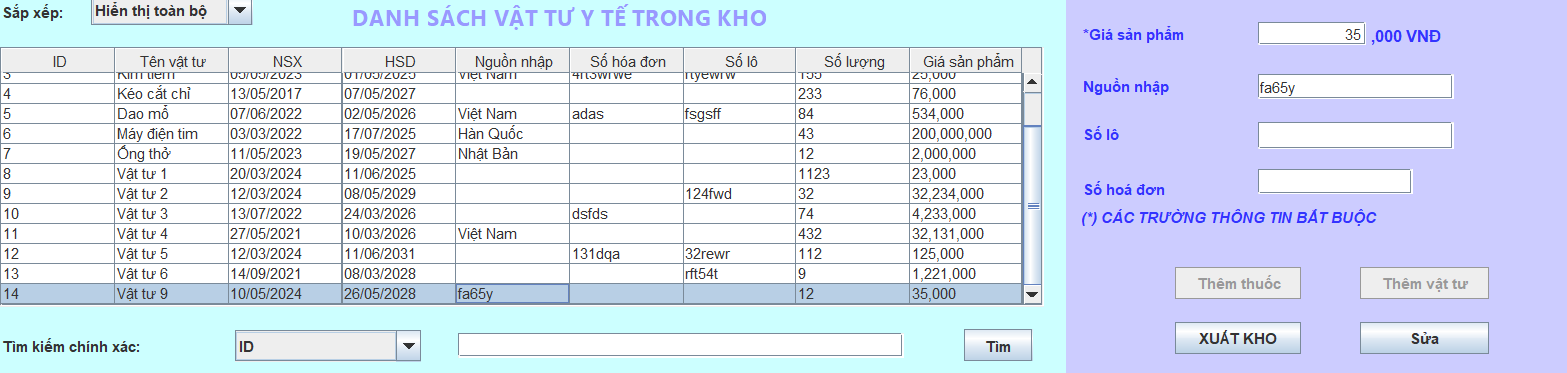 Sắp xếp: Hiển thị toàn bộ
DANH SÁCH VẬT TƯ Y TẾ TRONG KHO
ID Tên vật tư NSX HSD Nguồn nhập Số hóa đơn Số lô Số lượng Giá sản phẩm
3 Kim tiêm 05/05/2023 01/05/2025 Việt Nam 4rt3wrwe rtyewrw 155 25,000
4 Kéo cắt chỉ 13/05/2017 07/05/2027 233 76,000
5 Dao mổ 07/06/2022 02/05/2026 Việt Nam adas fsgsff 84 534,000
6 Máy điện tim 03/03/2022 17/07/2025 Hàn Quốc 43 200,000,000
7 Ống thở 11/05/2023 19/05/2027 Nhật Bản 12 2,000,000
8 Vật tư 1 20/03/2024 11/06/2025 1123 23,000
9 Vật tư 2 12/03/2024 08/05/2029 124fwd 32 32,234,000
10 Vật tư 3 13/07/2022 24/03/2026 dsfds 74 4,233,000
11 Vật tư 4 27/05/2021 10/03/2026 Việt Nam 432 32,131,000
12 Vật tư 5 12/03/2024 11/06/2031 131dqa 32rewr 112 125,000
13 Vật tư 6 14/09/2021 08/03/2028 rft54t 9 1,221,000
14 Vật tư 9 10/05/2024 26/05/2028 fa65y 12 35,000
Tìm kiếm chính xác: ID Tìm
*Giá sản phẩm 35 ,000 VNĐ
Nguồn nhập fa65y
Số lô
Số hoá đơn
(*) CÁC TRƯỜNG THÔNG TIN BẮT BUỘC
Thêm thuốc Thêm vật tư
XUẤT KHO Sửa